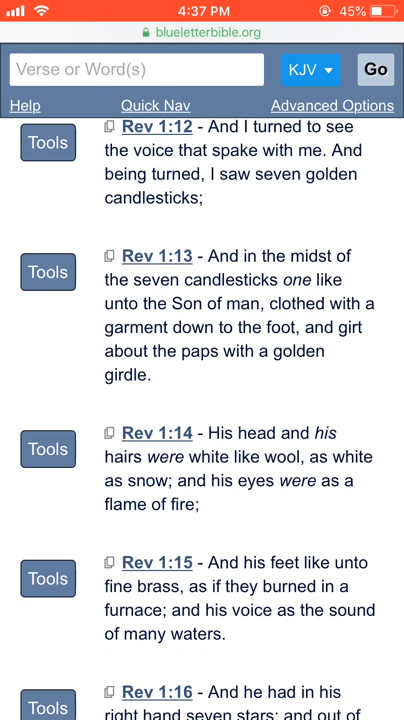 4:37 PM 45%
blueletterbible.org
Verse or Word(s) KJV Go
Help Quick Nav Advanced Options
Tools Rev 1:12 - And I turned to see
the voice that spake with me. And
being turned, I saw seven golden
candlesticks;
Tools Rev 1:13 - And in the midst of
the seven candlesticks one like
unto the Son of man, clothed with a
garment down to the foot, and girt
about the paps with a golden
girdle.
Tools Rev 1:14 - His head and his
hairs were white like wool, as white
as snow; and his eyes were as a
flame of fire;
Tools Rev 1:15 - And his feet like unto
fine brass, as if they burned in a
furnace; and his voice as the sound
of many waters.
Tools Rev 1:16 - And he had in his
right hand seven stars: and out of